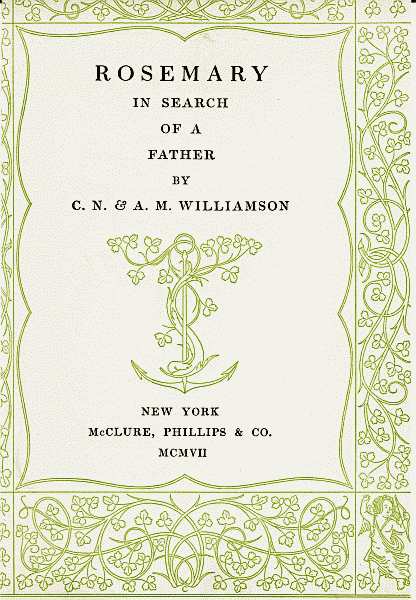 ROSEMARY
IN SEARCH
OF A
FATHER
BY
C. N. & A. M. WILLIAMSON
NEW YORK
McCLURE, PHILLIPS & CO.
MCMVII